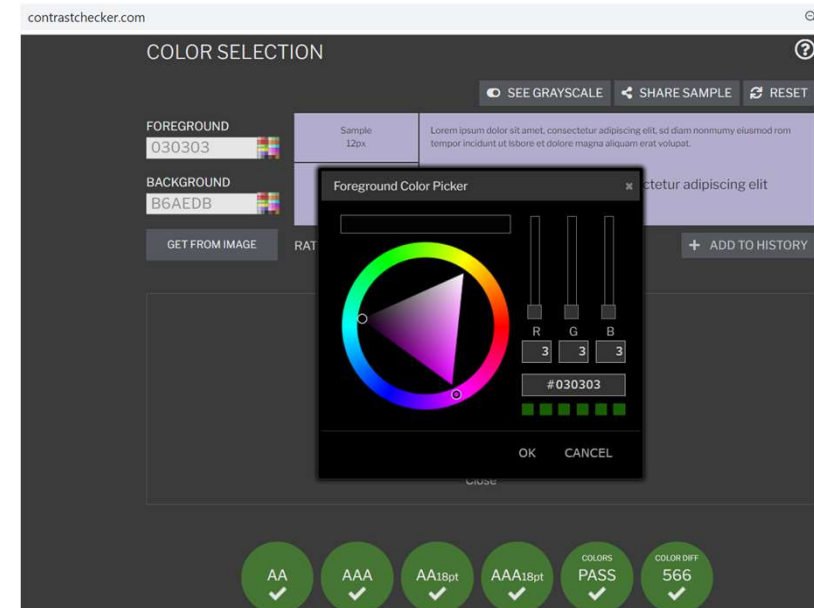 contrastchecker.com
COLOR SELECTION
SEE GRAYSCALE
SHARE SAMPLE
RESET
FOREGROUND
030303
BACKGROUND
B6AEDB
GET FROM IMAGE
Sample
12px
Lorem ipsum dolor sit amet, consectetur adipiscing elit, sd diam nonmumy eiusmod rom
tempor incidunt ut lsbore et dolore magna aliquam erat volupat.
ctetur adipiscing elit
RAT
+ ADD TO HISTORY
Foreground Color Picker
R G B
3 3 3
#030303
OK CANCEL
Close
AA
AAA
AA18pt
AAA18pt
COLORS
PASS
COLOR DIFF
566